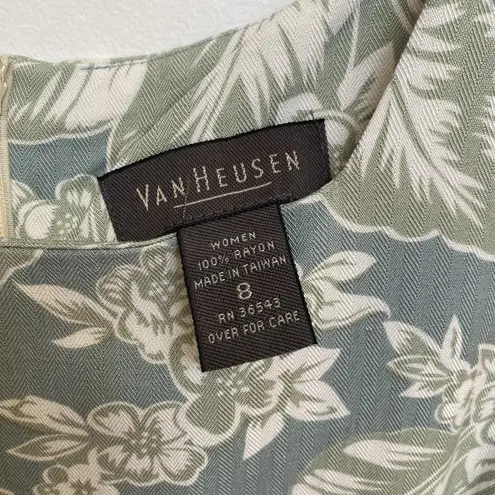 VAN HEUSEN
WOMEN
100% RAYON
MADE IN TAIWAN
8
RN 36543
OVER FOR CARE